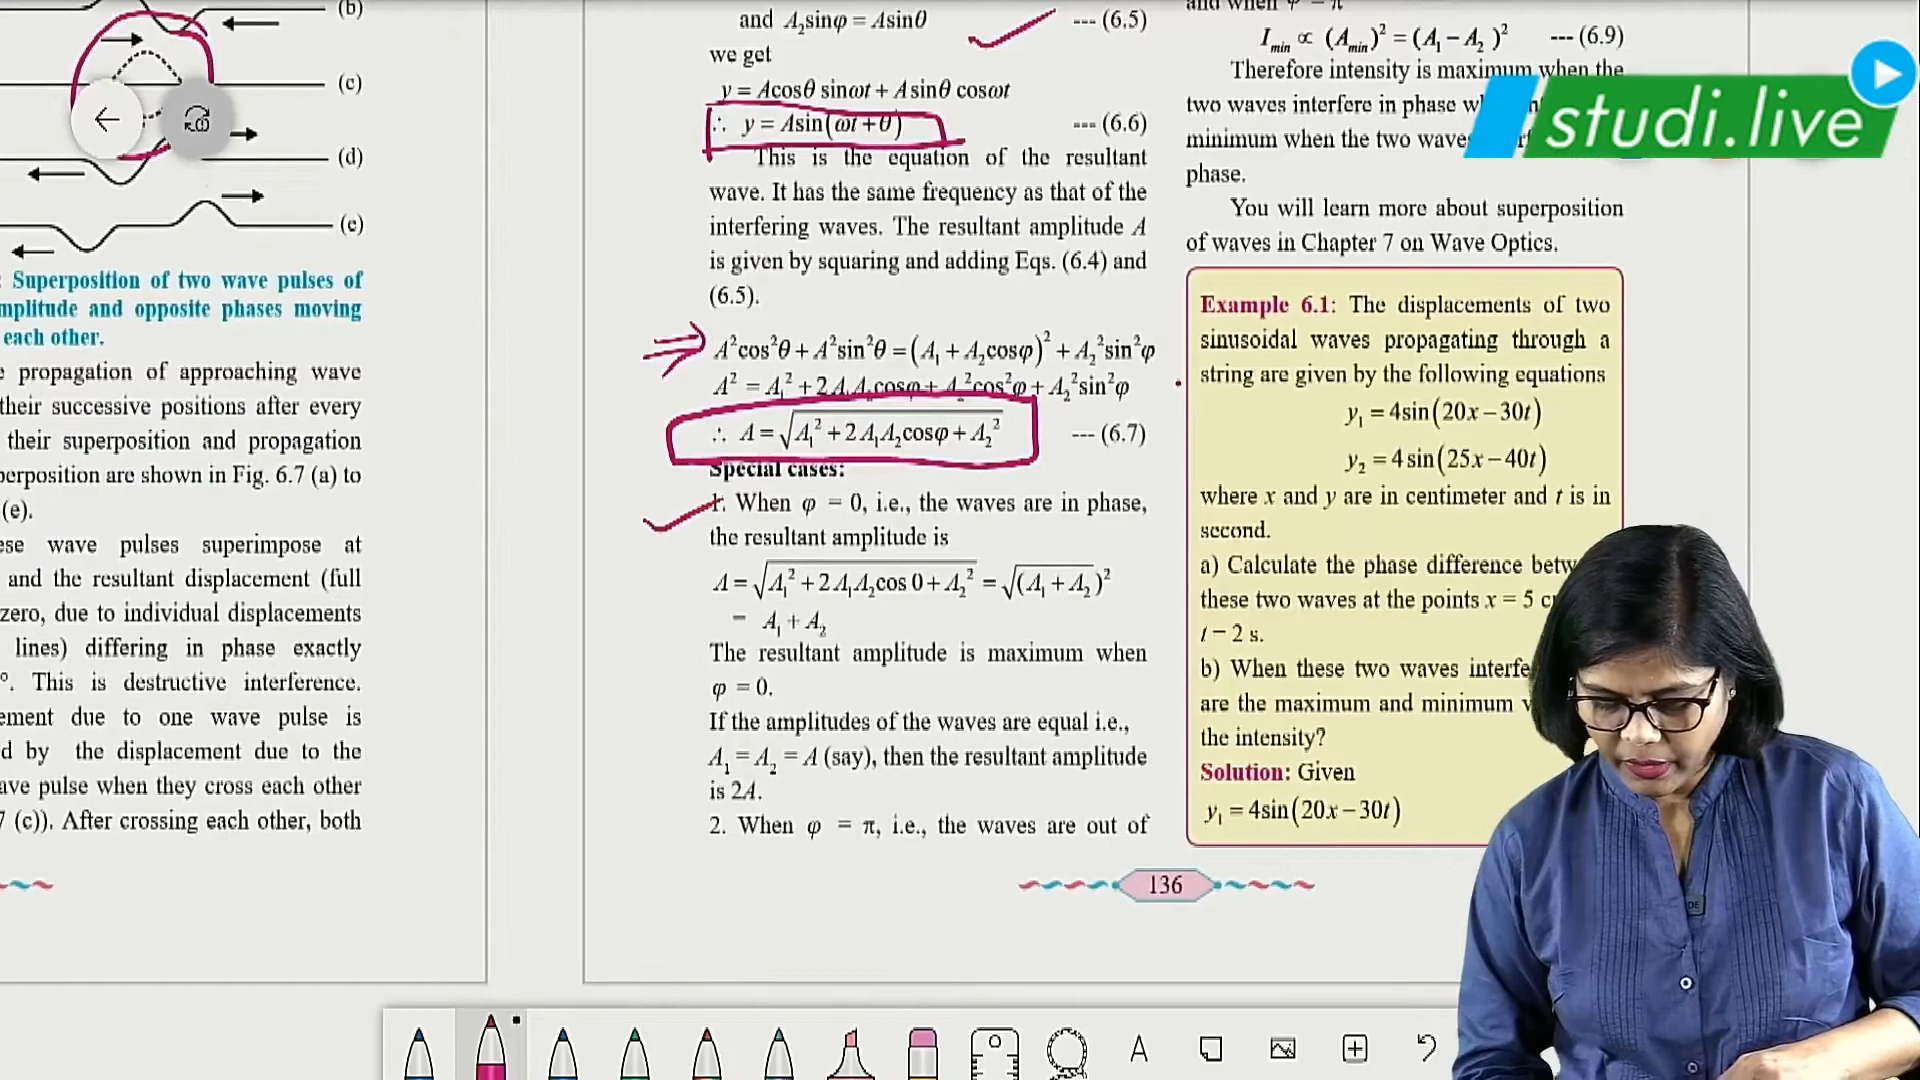 (b)
(c)
(d)
(e)
: Superposition of two wave pulses of
mplitude and opposite phases moving
each other.
e propagation of approaching wave
their successive positions after every
their superposition and propagation
perposition are shown in Fig. 6.7 (a) to
(e).
ese wave pulses superimpose at
and the resultant displacement (full
zero, due to individual displacements
lines) differing in phase exactly
°. This is destructive interference.
ement due to one wave pulse is
d by the displacement due to the
ave pulse when they cross each other
7 (c)). After crossing each other, both
and A₂sinφ = Asinθ --- (6.5)
we get
y = Acosθ sinωt + Asinθ cosωt
∴ y = Asin(ωt + θ) --- (6.6)
This is the equation of the resultant
wave. It has the same frequency as that of the
interfering waves. The resultant amplitude A
is given by squaring and adding Eqs. (6.4) and
(6.5).
A²cos²θ + A²sin²θ = (A₁ + A₂cosφ)² + A₂²sin²φ
A² = A₁² + 2A₁A₂cosφ + A₂²cos²φ + A₂²sin²φ
∴ A = √A₁² + 2A₁A₂cosφ + A₂² --- (6.7)
Special cases:
1. When φ = 0, i.e., the waves are in phase,
the resultant amplitude is
A = √A₁² + 2A₁A₂cos 0 + A₂² = √(A₁ + A₂)²
= A₁ + A₂
The resultant amplitude is maximum when
φ = 0.
If the amplitudes of the waves are equal i.e.,
A₁ = A₂ = A (say), then the resultant amplitude
is 2A.
2. When φ = π, i.e., the waves are out of
136
and when φ = π
Iₘᵢₙ ∝ (Aₘᵢₙ)² = (A₁ − A₂)² --- (6.9)
Therefore intensity is maximum when the
two waves interfere in phase
minimum when the two
phase.
You will learn more about superposition
of waves in Chapter 7 on Wave Optics.
Example 6.1: The displacements of two
sinusoidal waves propagating through a
string are given by the following equations
y₁ = 4sin(20x − 30t)
y₂ = 4sin(25x − 40t)
where x and y are in centimeter and t is in
second.
a) Calculate the phase difference betw
these two waves at the points x = 5
t = 2 s.
b) When these two waves interfe
are the maximum and minimum
the intensity?
Solution: Given
y₁ = 4sin(20x − 30t)
studi.live
A